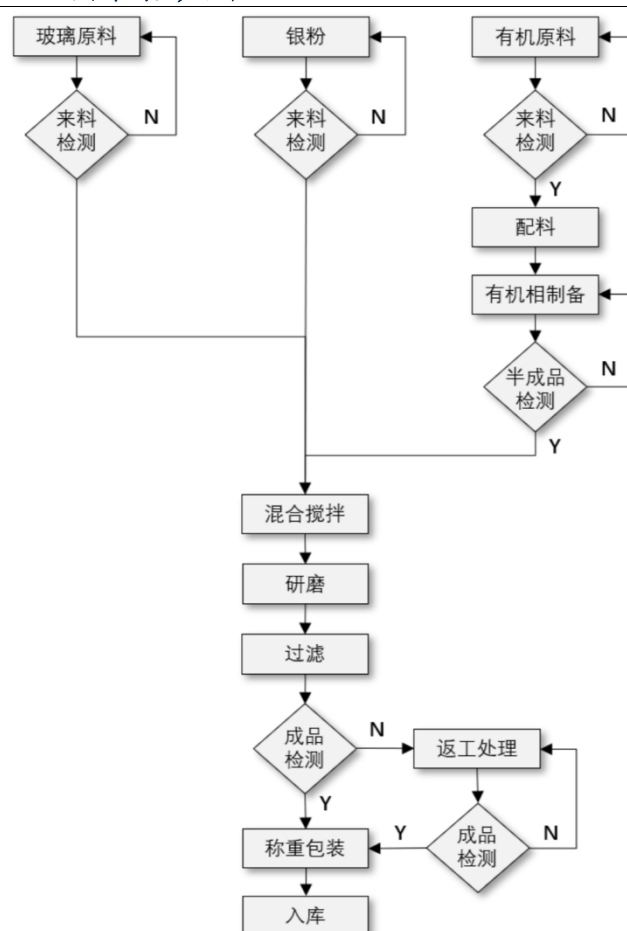 玻璃原料
银粉
有机原料
来料
检测
N
来料
检测
N
来料
检测
N
Y
配料
有机相制备
半成品
检测
N
Y
混合搅拌
研磨
过滤
成品
检测
N
返工处理
Y
称重包装
Y
成品
检测
N
入库